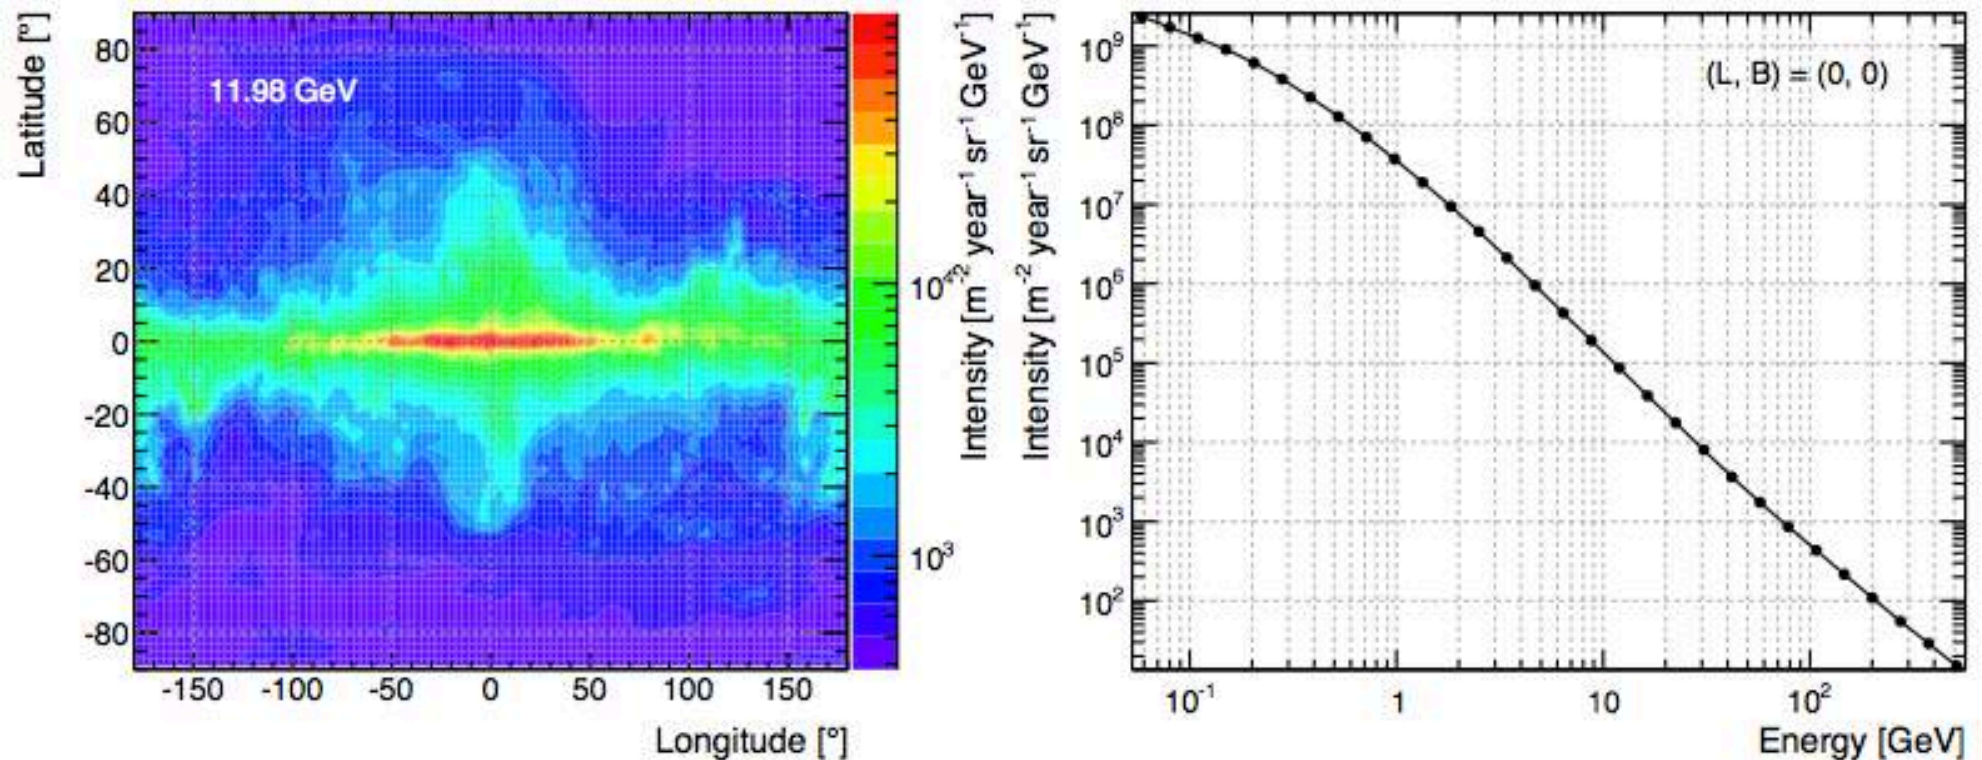 Latitude [°]
80
60
40
20
0
-20
-40
-60
-80
11.98 GeV
-150 -100 -50 0 50 100 150
Longitude [°]
10⁴
10³
Intensity [m⁻² year⁻¹ sr⁻¹ GeV⁻¹]
Intensity [m⁻² year⁻¹ sr⁻¹ GeV⁻¹]
10⁹
10⁸
10⁷
10⁶
10⁵
10⁴
10³
10²
(L, B) = (0, 0)
10⁻¹ 1 10 10²
Energy [GeV]